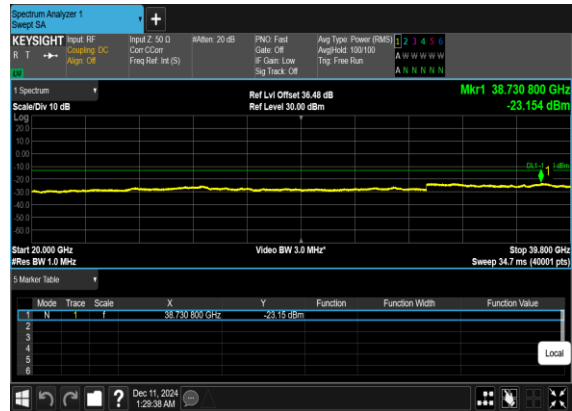 Spectrum Analyzer 1
Swept SA
+
KEYSIGHT Input: RF Input Z: 50 Ω #Atten: 20 dB PNO: Fast Avg Type: Power (RMS) 1 2 3 4 5 6
R T Coupling: DC Corr CCorr Gate: Off Avg|Hold: 100/100 A W W W W W
Align: Off Freq Ref: Int (S) IF Gain: Low Trig: Free Run
Sig Track: Off A N N N N N
1 Spectrum
Scale/Div 10 dB
Ref Lvl Offset 36.48 dB
Ref Level 30.00 dBm
Mkr1 38.730 800 GHz
-23.154 dBm
Log
20.0
10.0
0.00
-10.0
-20.0
-30.0
-40.0
-50.0
-60.0
1
Start 20.000 GHz Video BW 3.0 MHz* Stop 39.800 GHz
#Res BW 1.0 MHz Sweep 34.7 ms (40001 pts)
5 Marker Table
Mode Trace Scale X Y Function Function Width Function Value
1 N 1 f 38.730 800 GHz -23.15 dBm
2
3
4
5
6
Local
? Dec 11, 2024
1:29:38 AM